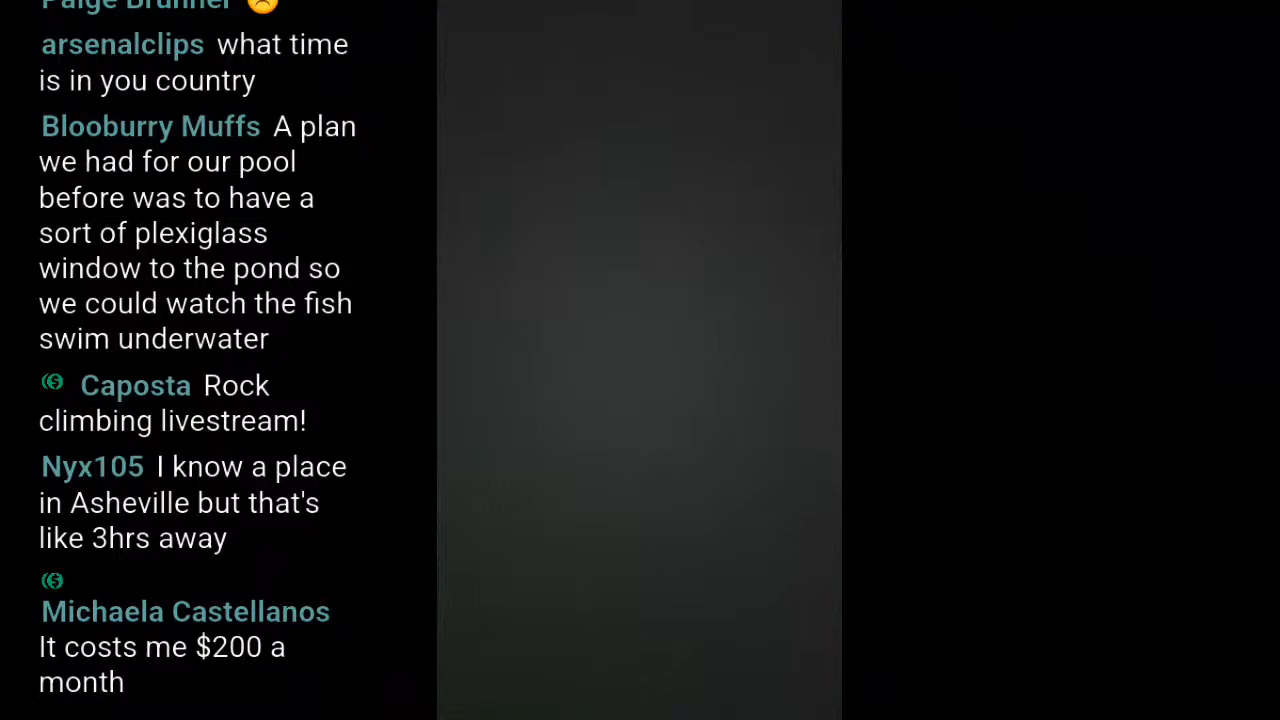 Paige Brunner ☹️
arsenalclips what time
is in you country
Blooburry Muffs A plan
we had for our pool
before was to have a
sort of plexiglass
window to the pond so
we could watch the fish
swim underwater
Caposta Rock
climbing livestream!
Nyx105 I know a place
in Asheville but that's
like 3hrs away
Michaela Castellanos
It costs me $200 a
month